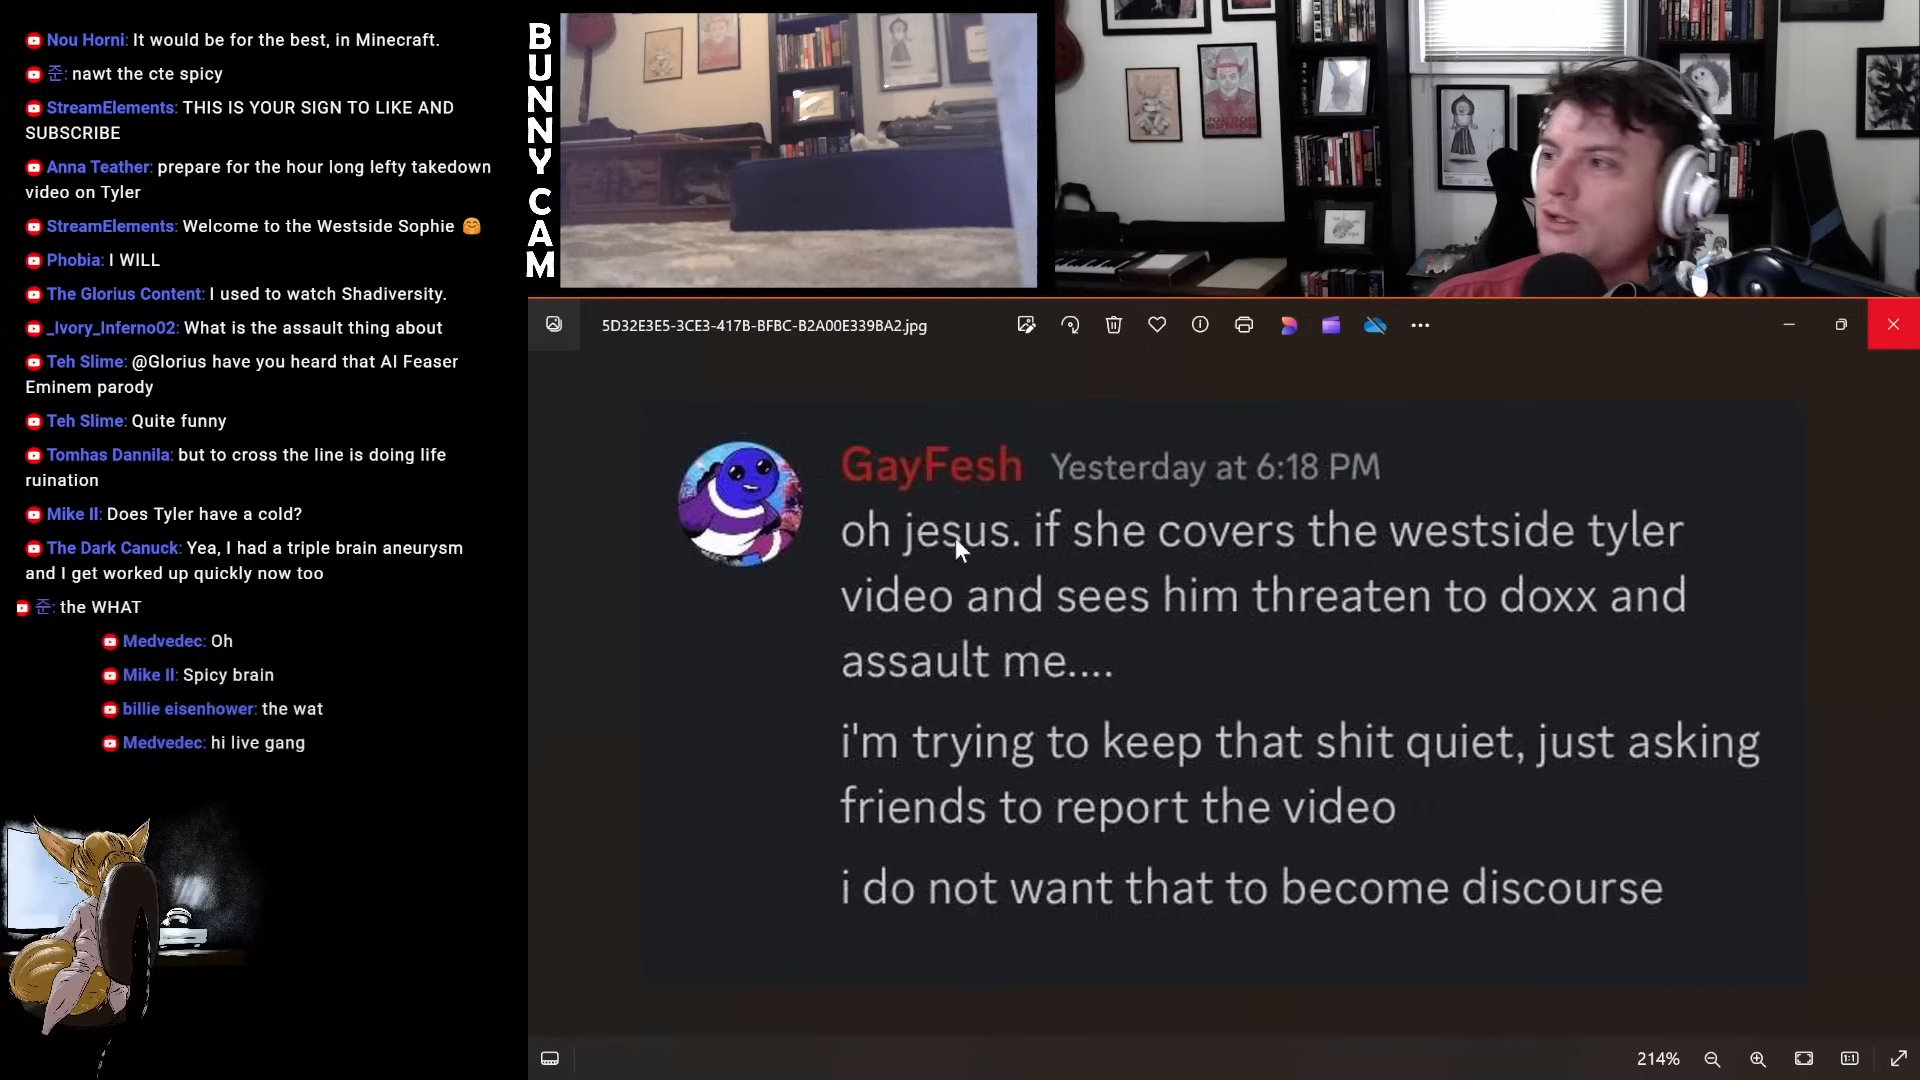 Nou Horni: It would be for the best, in Minecraft.
준: nawt the cte spicy
StreamElements: THIS IS YOUR SIGN TO LIKE AND
SUBSCRIBE
Anna Teather: prepare for the hour long lefty takedown
video on Tyler
StreamElements: Welcome to the Westside Sophie 🤗
Phobia: I WILL
The Glorius Content: I used to watch Shadiversity.
_Ivory_Inferno02: What is the assault thing about
Teh Slime: @Glorius have you heard that AI Feaser
Eminem parody
Teh Slime: Quite funny
Tomhas Dannila: but to cross the line is doing life
ruination
Mike II: Does Tyler have a cold?
The Dark Canuck: Yea, I had a triple brain aneurysm
and I get worked up quickly now too
준: the WHAT
Medvedec: Oh
Mike II: Spicy brain
billie eisenhower: the wat
Medvedec: hi live gang
BUNNY CAM
5D32E3E5-3CE3-417B-BFBC-B2A00E339BA2.jpg
GayFesh Yesterday at 6:18 PM
oh jesus. if she covers the westside tyler
video and sees him threaten to doxx and
assault me....
i'm trying to keep that shit quiet, just asking
friends to report the video
i do not want that to become discourse
214%